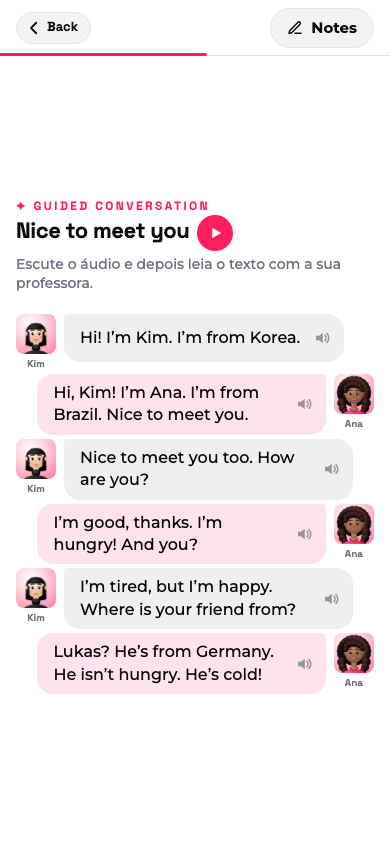 Back
Notes
✦ GUIDED CONVERSATION
Nice to meet you
Escute o áudio e depois leia o texto com a sua
professora.
Hi! I’m Kim. I’m from Korea.
Kim
Hi, Kim! I’m Ana. I’m from
Brazil. Nice to meet you.
Ana
Nice to meet you too. How
are you?
Kim
I’m good, thanks. I’m
hungry! And you?
Ana
I’m tired, but I’m happy.
Where is your friend from?
Kim
Lukas? He’s from Germany.
He isn’t hungry. He’s cold!
Ana